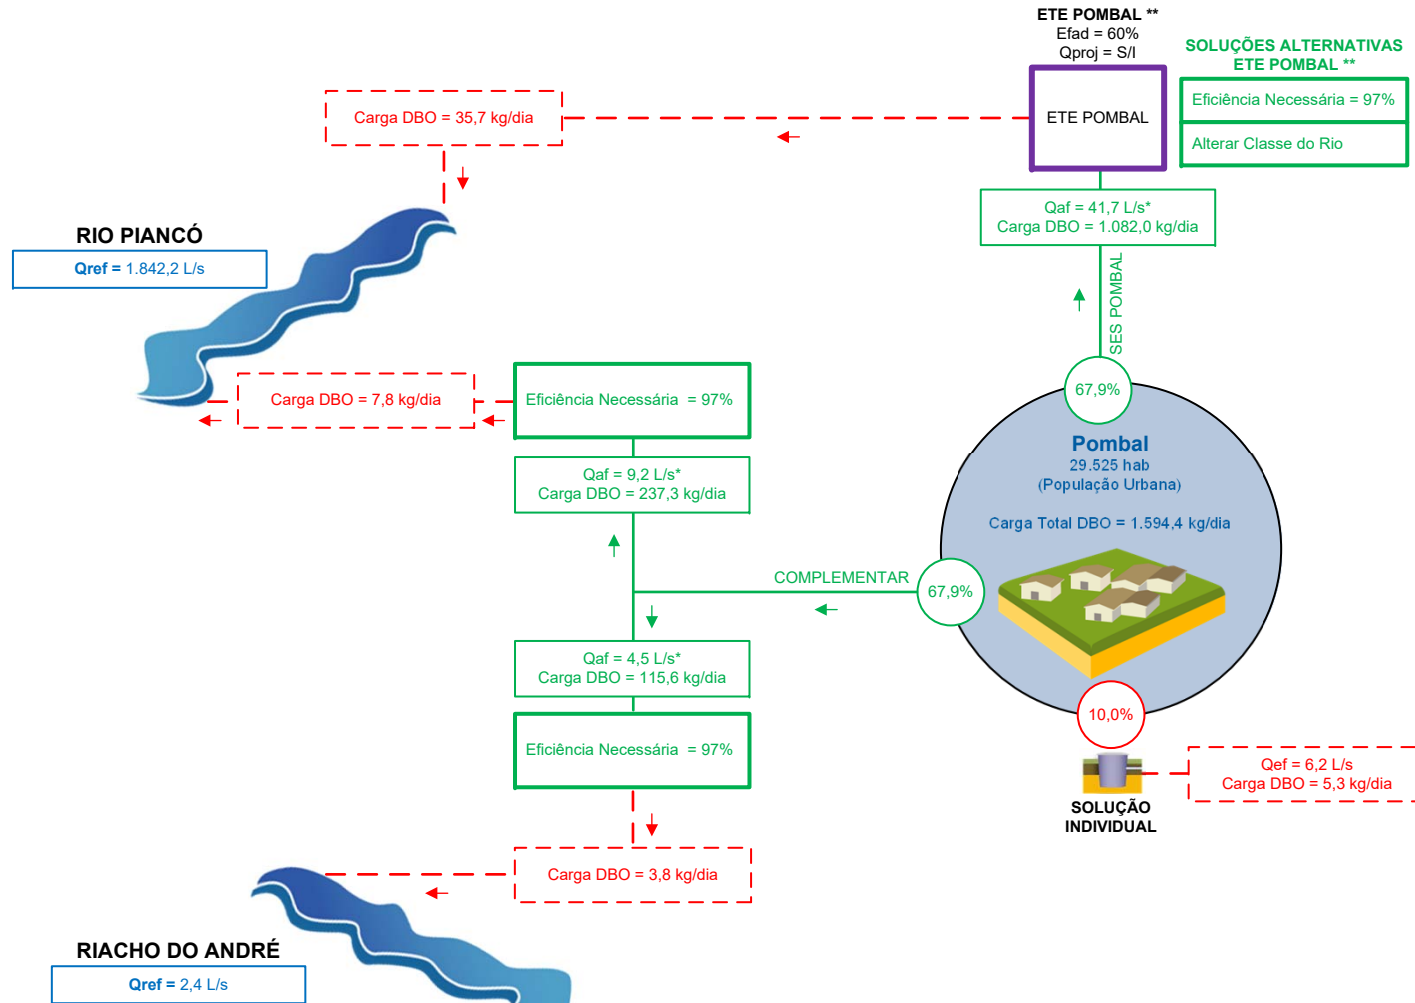 ETE POMBAL **
Efad = 60%
Qproj = S/I
SOLUÇÕES ALTERNATIVAS
ETE POMBAL **
Eficiência Necessária = 97%
Alterar Classe do Rio
ETE POMBAL
Carga DBO = 35,7 kg/dia
Qaf = 41,7 L/s*
Carga DBO = 1.082,0 kg/dia
SES POMBAL
RIO PIANCÓ
Qref = 1.842,2 L/s
67,9%
Carga DBO = 7,8 kg/dia
Eficiência Necessária = 97%
Pombal
29.525 hab
(População Urbana)
Carga Total DBO = 1.594,4 kg/dia
Qaf = 9,2 L/s*
Carga DBO = 237,3 kg/dia
COMPLEMENTAR
67,9%
Qaf = 4,5 L/s*
Carga DBO = 115,6 kg/dia
Eficiência Necessária = 97%
10,0%
Qef = 6,2 L/s
Carga DBO = 5,3 kg/dia
SOLUÇÃO
INDIVIDUAL
Carga DBO = 3,8 kg/dia
RIACHO DO ANDRÉ
Qref = 2,4 L/s